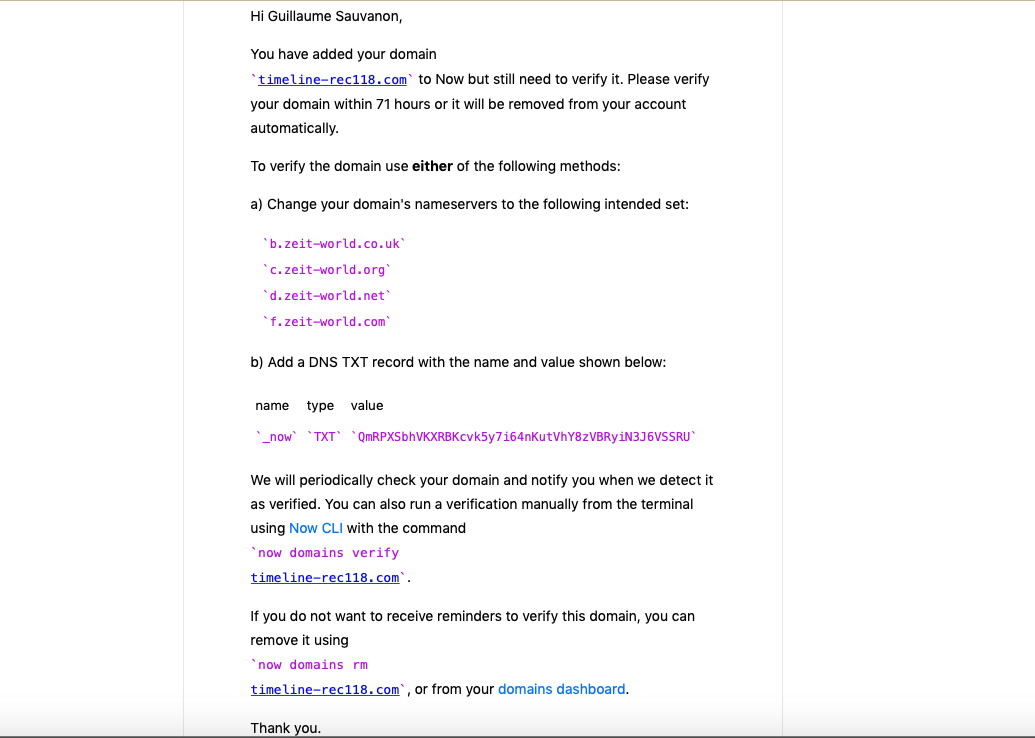 Hi Guillaume Sauvanon,
You have added your domain
`timeline-rec118.com` to Now but still need to verify it. Please verify
your domain within 71 hours or it will be removed from your account
automatically.
To verify the domain use either of the following methods:
a) Change your domain's nameservers to the following intended set:
`b.zeit-world.co.uk`
`c.zeit-world.org`
`d.zeit-world.net`
`f.zeit-world.com`
b) Add a DNS TXT record with the name and value shown below:
name type value
`_now` `TXT` `QmRPXSbhVKXRBKcvk5y7i64nKutVhY8zVBRyiN3J6VSSRU`
We will periodically check your domain and notify you when we detect it
as verified. You can also run a verification manually from the terminal
using Now CLI with the command
`now domains verify
timeline-rec118.com`.
If you do not want to receive reminders to verify this domain, you can
remove it using
`now domains rm
timeline-rec118.com`, or from your domains dashboard.
Thank you.